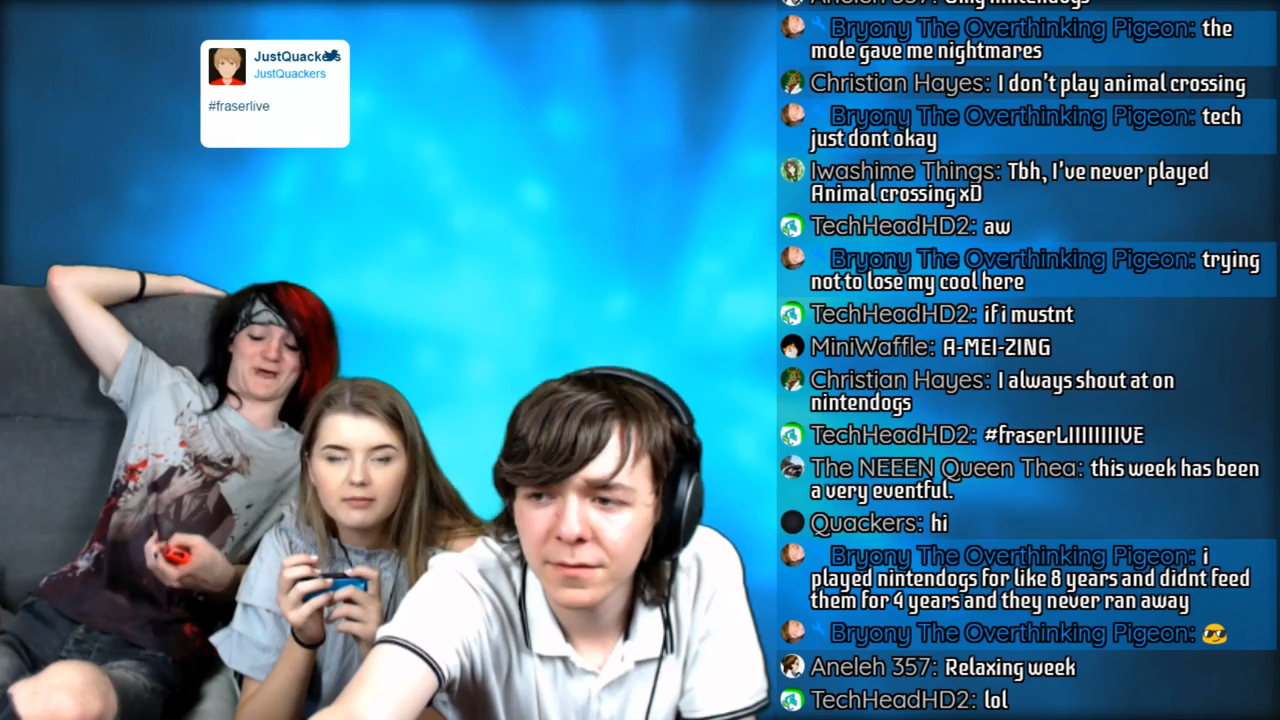 JustQuackers
JustQuackers
#fraserlive
Bryony The Overthinking Pigeon: the
mole gave me nightmares
Christian Hayes: I don't play animal crossing
Bryony The Overthinking Pigeon: tech
just dont okay
Iwashime Things: Tbh, I've never played
Animal crossing xD
TechHeadHD2: aw
Bryony The Overthinking Pigeon: trying
not to lose my cool here
TechHeadHD2: if i mustnt
MiniWaffle: A-MEI-ZING
Christian Hayes: I always shout at on
nintendogs
TechHeadHD2: #fraserLIIIIIIIIVE
The NEEEN Queen Thea: this week has been
a very eventful.
Quackers: hi
Bryony The Overthinking Pigeon: i
played nintendogs for like 8 years and didnt feed
them for 4 years and they never ran away
Bryony The Overthinking Pigeon: 😎
Aneleh 357: Relaxing week
TechHeadHD2: lol